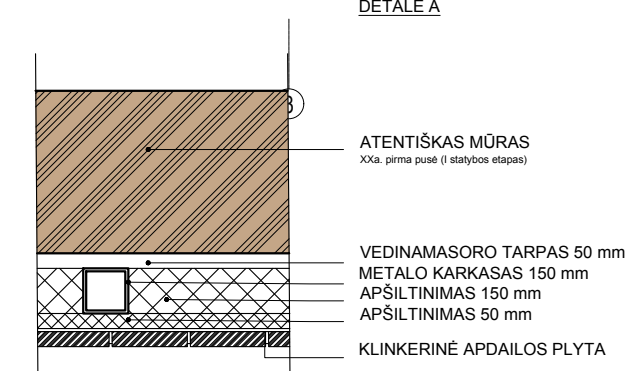 DETALĖ A
ATENTIŠKAS MŪRAS
XXa. pirma pusė (I statybos etapas)
VEDINAMASORO TARPAS 50 mm
METALO KARKASAS 150 mm
APŠILTINIMAS 150 mm
APŠILTINIMAS 50 mm
KLINKERINĖ APDAILOS PLYTA